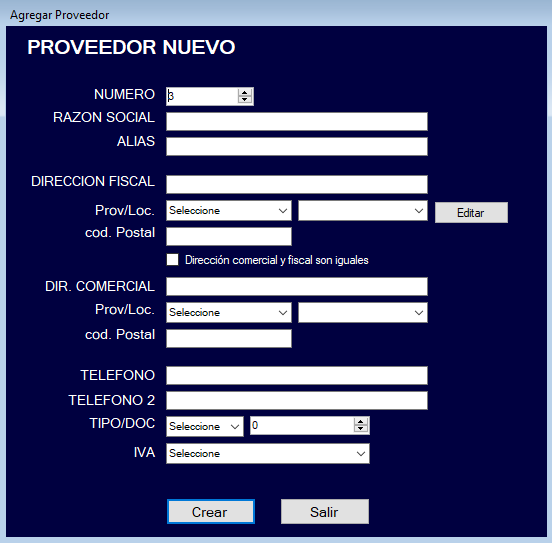 Agregar Proveedor
PROVEEDOR NUEVO
NUMERO 3
RAZON SOCIAL
ALIAS
DIRECCION FISCAL
Prov/Loc. Seleccione Editar
cod. Postal
Dirección comercial y fiscal son iguales
DIR. COMERCIAL
Prov/Loc. Seleccione
cod. Postal
TELEFONO
TELEFONO 2
TIPO/DOC Seleccione 0
IVA Seleccione
Crear Salir